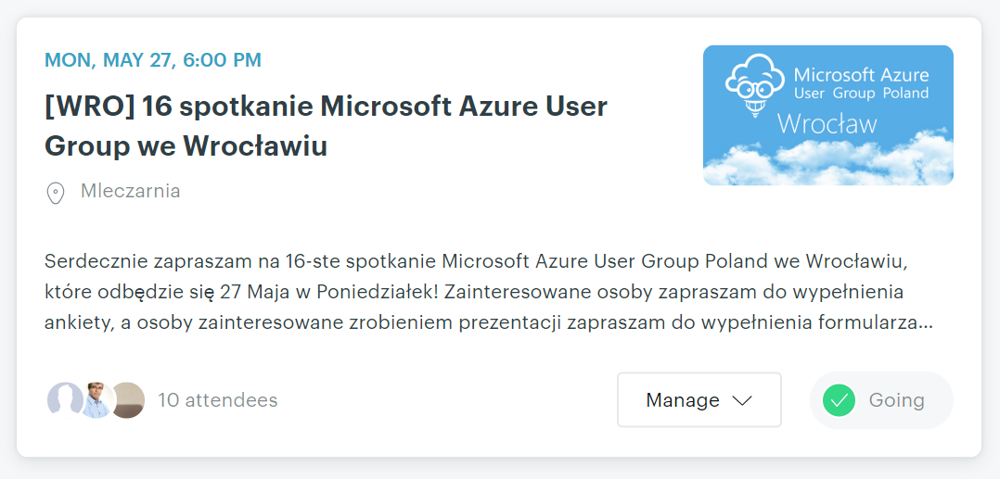 MON, MAY 27, 6:00 PM
[WRO] 16 spotkanie Microsoft Azure User
Group we Wrocławiu
Mleczarnia
Microsoft Azure
User Group Poland
Wrocław
Serdecznie zapraszam na 16-ste spotkanie Microsoft Azure User Group Poland we Wrocławiu,
które odbędzie się 27 Maja w Poniedziałek! Zainteresowane osoby zapraszam do wypełnienia
ankiety, a osoby zainteresowane zrobieniem prezentacji zapraszam do wypełnienia formularza...
10 attendees
Manage
Going